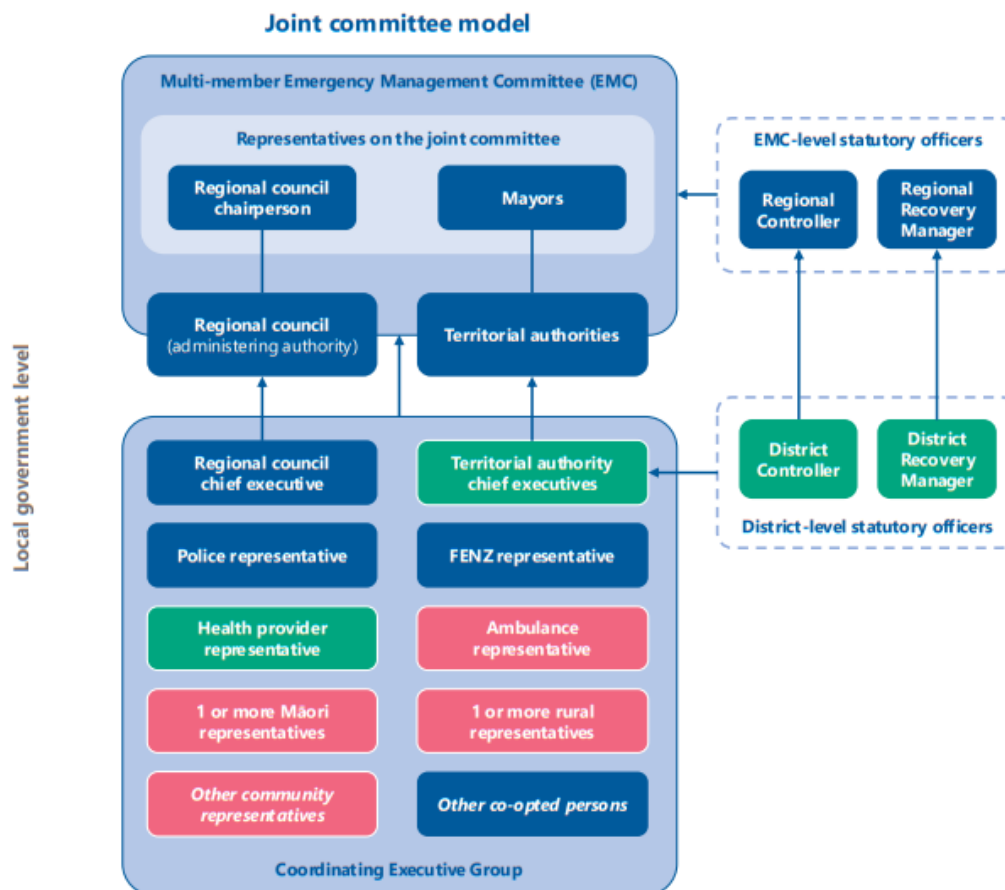 Joint committee model
Multi-member Emergency Management Committee (EMC)
Representatives on the joint committee
Regional council
chairperson
Mayors
Regional council
(administering authority)
Territorial authorities
EMC-level statutory officers
Regional
Controller
Regional
Recovery
Manager
Local government level
Regional council
chief executive
Territorial authority
chief executives
Police representative
FENZ representative
Health provider
representative
Ambulance
representative
1 or more Māori
representatives
1 or more rural
representatives
Other community
representatives
Other co-opted persons
Coordinating Executive Group
District
Controller
District
Recovery
Manager
District-level statutory officers